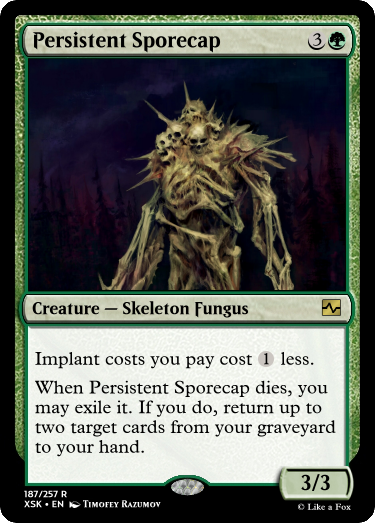 Persistent Sporecap 3
Creature — Skeleton Fungus
Implant costs you pay cost 1 less.
When Persistent Sporecap dies, you
may exile it. If you do, return up to
two target cards from your graveyard
to your hand.
3/3
187/257 R
XSK • EN Timofey Razumov
© Like a Fox